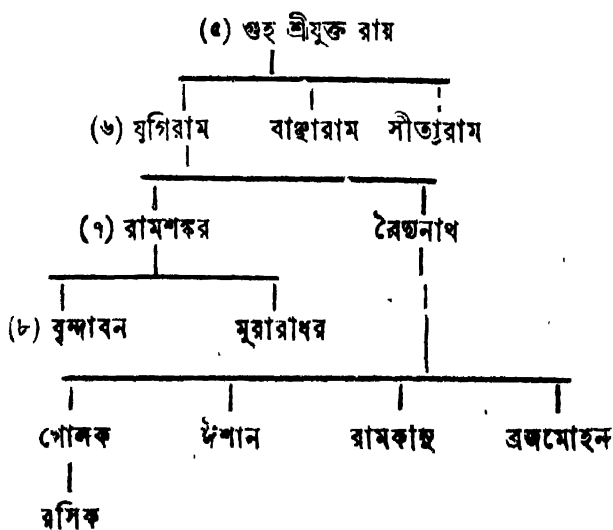 (৫) গুহ শ্রীযুক্ত রায়
(৬) যুগিরাম বাঞ্ছারাম সীতারাম
(৭) রামশঙ্কর বৈদ্যনাথ
(৮) বৃন্দাবন মূরারাধর
গোলক ঈশান রামকানু ব্রজমোহন
রসিক